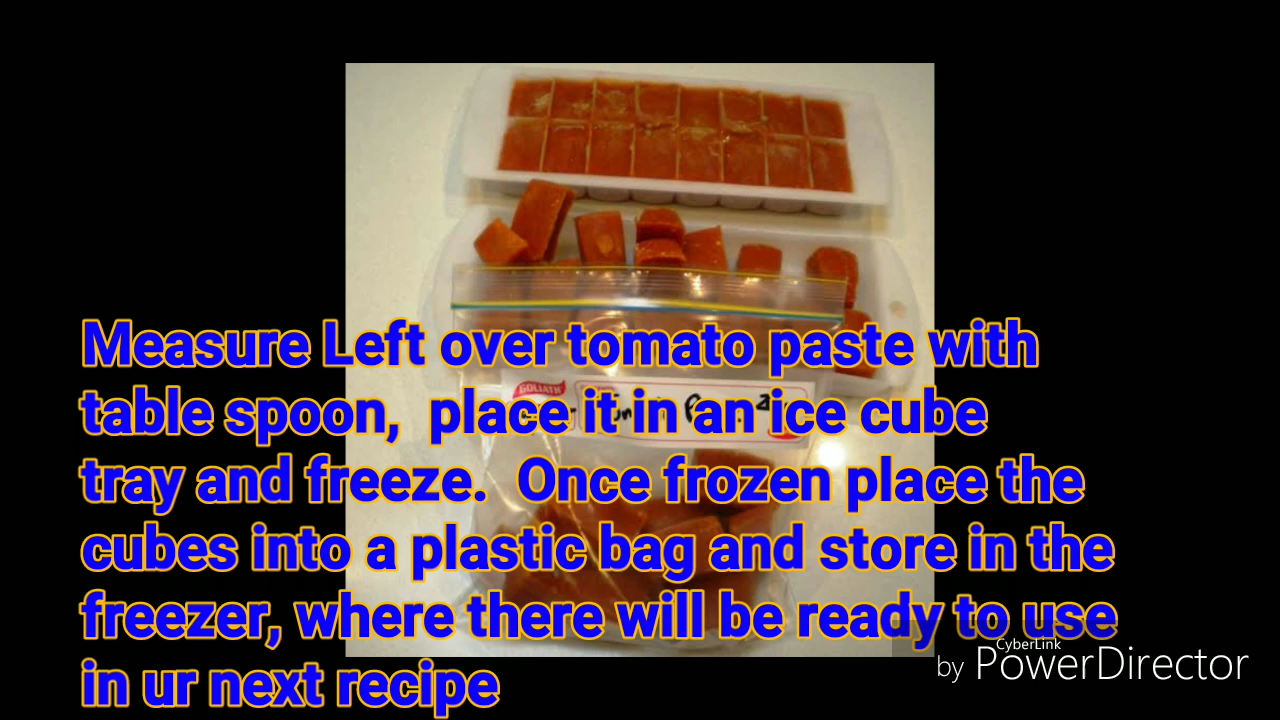 Measure Left over tomato paste with
table spoon, place it in an ice cube
tray and freeze. Once frozen place the
cubes into a plastic bag and store in the
freezer, where there will be ready to use
in ur next recipe
GOLIATH
CyberLink
by PowerDirector